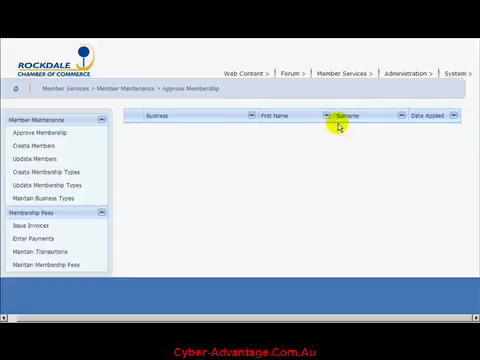 ROCKDALE
CHAMBER OF COMMERCE
Web Content > Forum > Member Services > Administration > System >
Member Services > Member Maintenance > Approve Membership
Member Maintenance
Approve Membership
Create Members
Update Members
Create Membership Types
Update Membership Types
Maintain Business Types
Membership Fees
Issue Invoices
Enter Payments
Maintain Transactions
Maintain Membership Fees
Business First Name Surname Date Applied
Cyber-Advantage.Com.Au